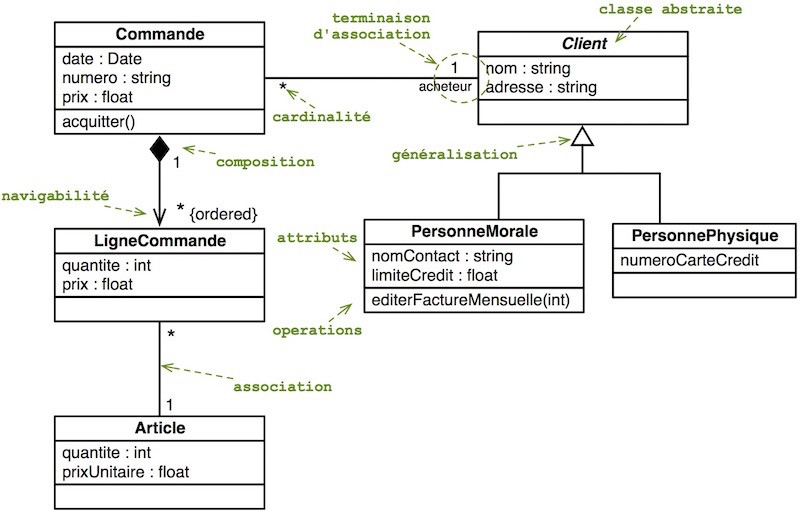 terminaison
d'association
classe abstraite
Commande
date : Date
numero : string
prix : float
acquitter()
*
cardinalité
1
acheteur
Client
nom : string
adresse : string
1
composition
généralisation
navigabilité
* {ordered}
LigneCommande
quantite : int
prix : float
attributs
operations
PersonneMorale
nomContact : string
limiteCredit : float
editerFactureMensuelle(int)
PersonnePhysique
numeroCarteCredit
*
association
1
Article
quantite : int
prixUnitaire : float